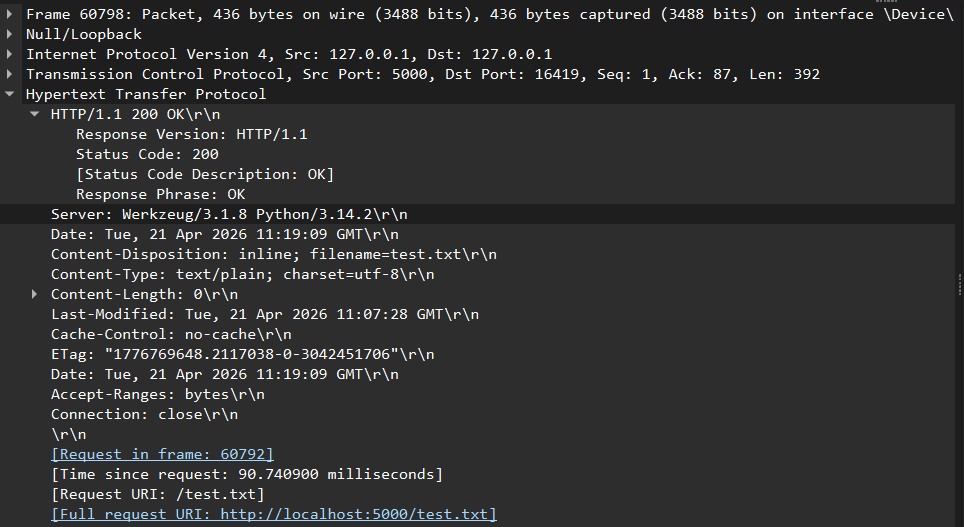 Frame 60798: Packet, 436 bytes on wire (3488 bits), 436 bytes captured (3488 bits) on interface \Device\
Null/Loopback
Internet Protocol Version 4, Src: 127.0.0.1, Dst: 127.0.0.1
Transmission Control Protocol, Src Port: 5000, Dst Port: 16419, Seq: 1, Ack: 87, Len: 392
Hypertext Transfer Protocol
HTTP/1.1 200 OK\r\n
Response Version: HTTP/1.1
Status Code: 200
[Status Code Description: OK]
Response Phrase: OK
Server: Werkzeug/3.1.8 Python/3.14.2\r\n
Date: Tue, 21 Apr 2026 11:19:09 GMT\r\n
Content-Disposition: inline; filename=test.txt\r\n
Content-Type: text/plain; charset=utf-8\r\n
Content-Length: 0\r\n
Last-Modified: Tue, 21 Apr 2026 11:07:28 GMT\r\n
Cache-Control: no-cache\r\n
ETag: "1776769648.2117038-0-3042451706"\r\n
Date: Tue, 21 Apr 2026 11:19:09 GMT\r\n
Accept-Ranges: bytes\r\n
Connection: close\r\n
\r\n
[Request in frame: 60792]
[Time since request: 90.740900 milliseconds]
[Request URI: /test.txt]
[Full request URI: http://localhost:5000/test.txt]